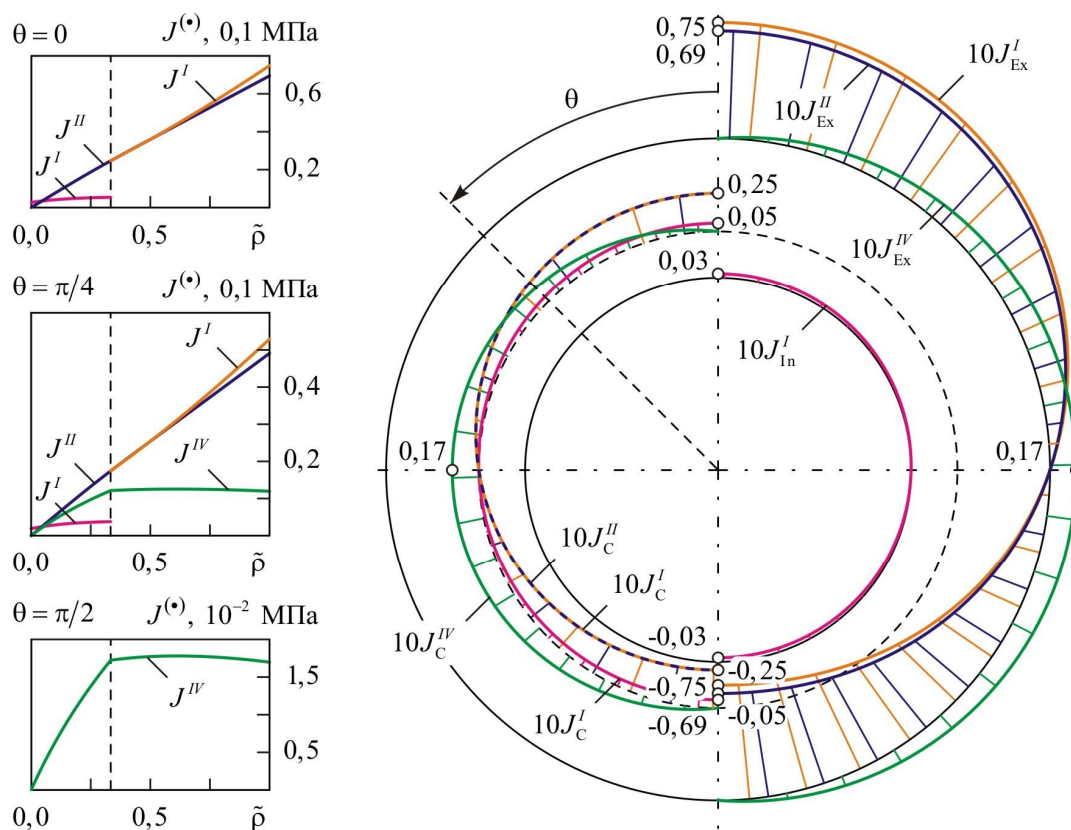 θ = 0 J^(•), 0,1 МПа
J^I
J^II
J^I
0,6
0,2
0,0 0,5 ρ̃
θ = π/4 J^(•), 0,1 МПа
J^I
J^II
J^IV
J^I
0,4
0,2
0,0 0,5 ρ̃
θ = π/2 J^(•), 10^-2 МПа
J^IV
1,5
0,5
0,0 0,5 ρ̃
0,75
0,69
10J^I_Ex
10J^II_Ex
θ
0,25
0,05
10J^IV_Ex
0,03
10J^I_In
0,17
0,17
10J^II_C
10J^I_C
10J^IV_C
-0,03
-0,25
-0,75
-0,69
-0,05
10J^I_C